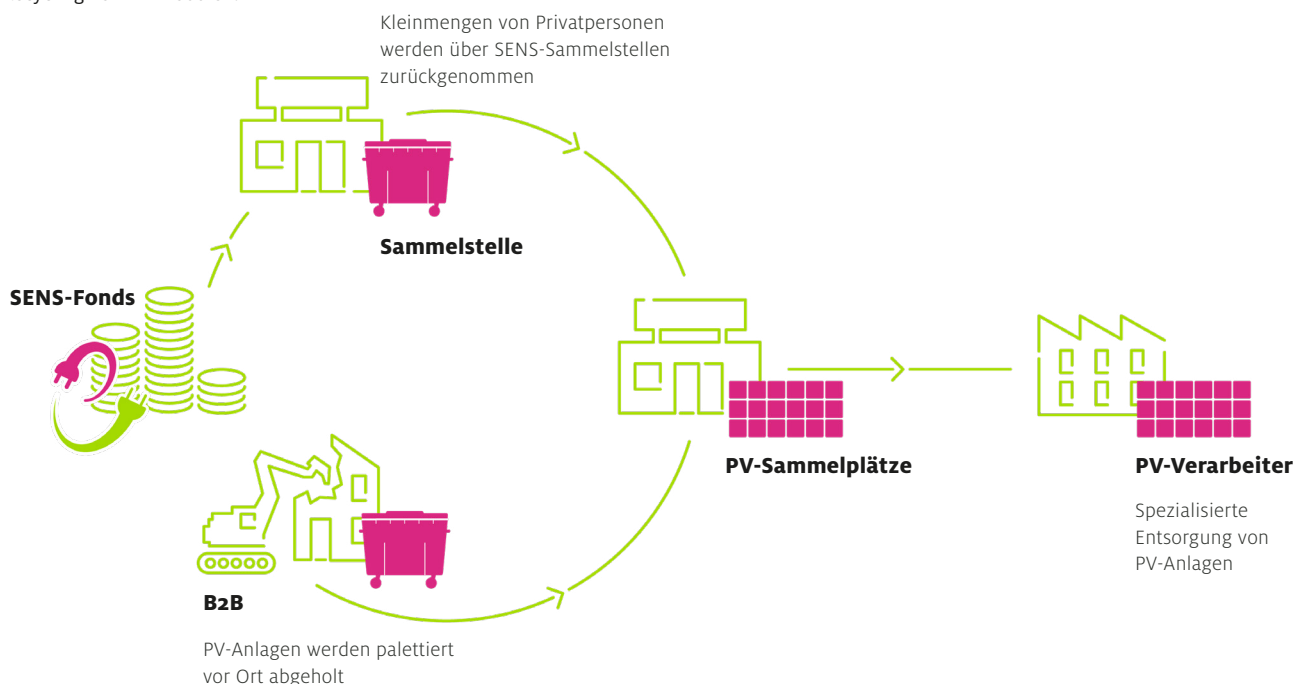 Kleinmengen von Privatpersonen
werden über SENS-Sammelstellen
zurückgenommen
Sammelstelle
SENS-Fonds
PV-Sammelplätze
PV-Verarbeiter
Spezialisierte
Entsorgung von
PV-Anlagen
B2B
PV-Anlagen werden palettiert
vor Ort abgeholt